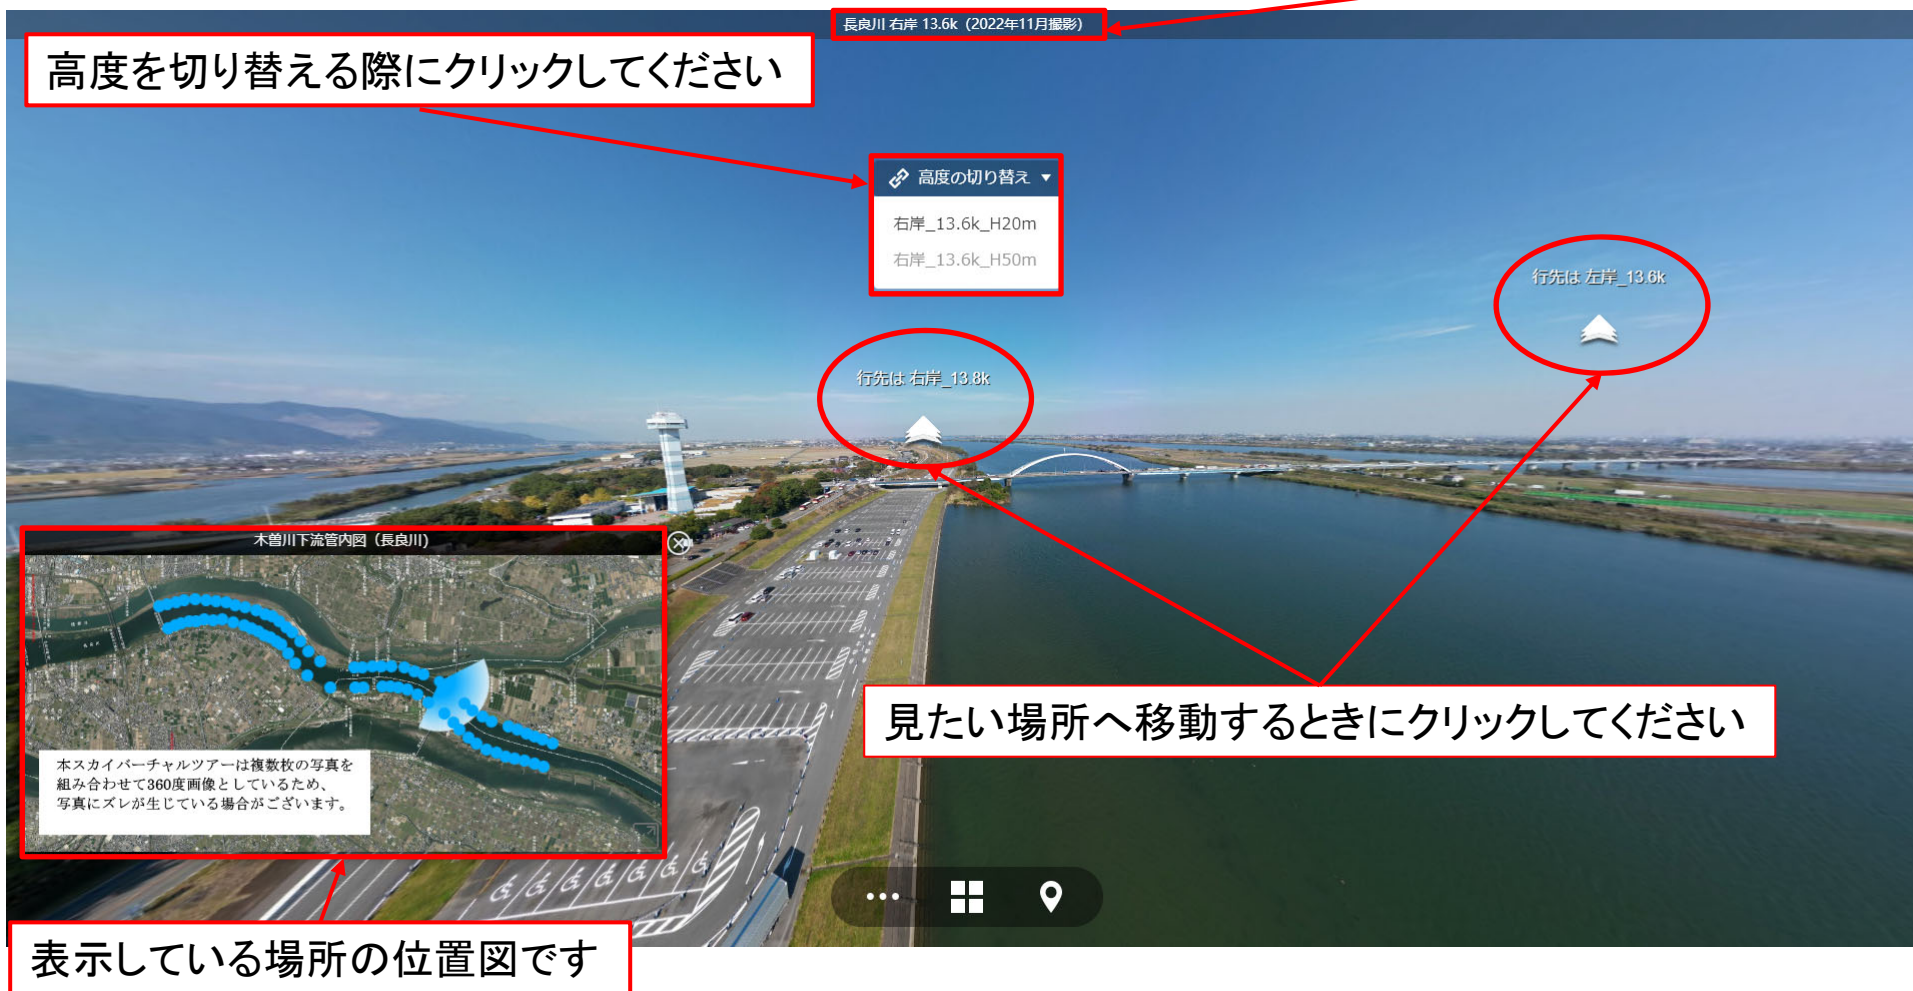 長良川 右岸 13.6k（2022年11月撮影）
高度を切り替える際にクリックしてください
高度の切り替え
右岸_13.6k_H20m
右岸_13.6k_H50m
行先は 左岸_13.6k
行先は 右岸_13.8k
木曽川下流管内図（長良川）
見たい場所へ移動するときにクリックしてください
本スカイバーチャルツアーは複数枚の写真を
組み合わせて360度画像としているため、
写真にズレが生じている場合がございます。
表示している場所の位置図です